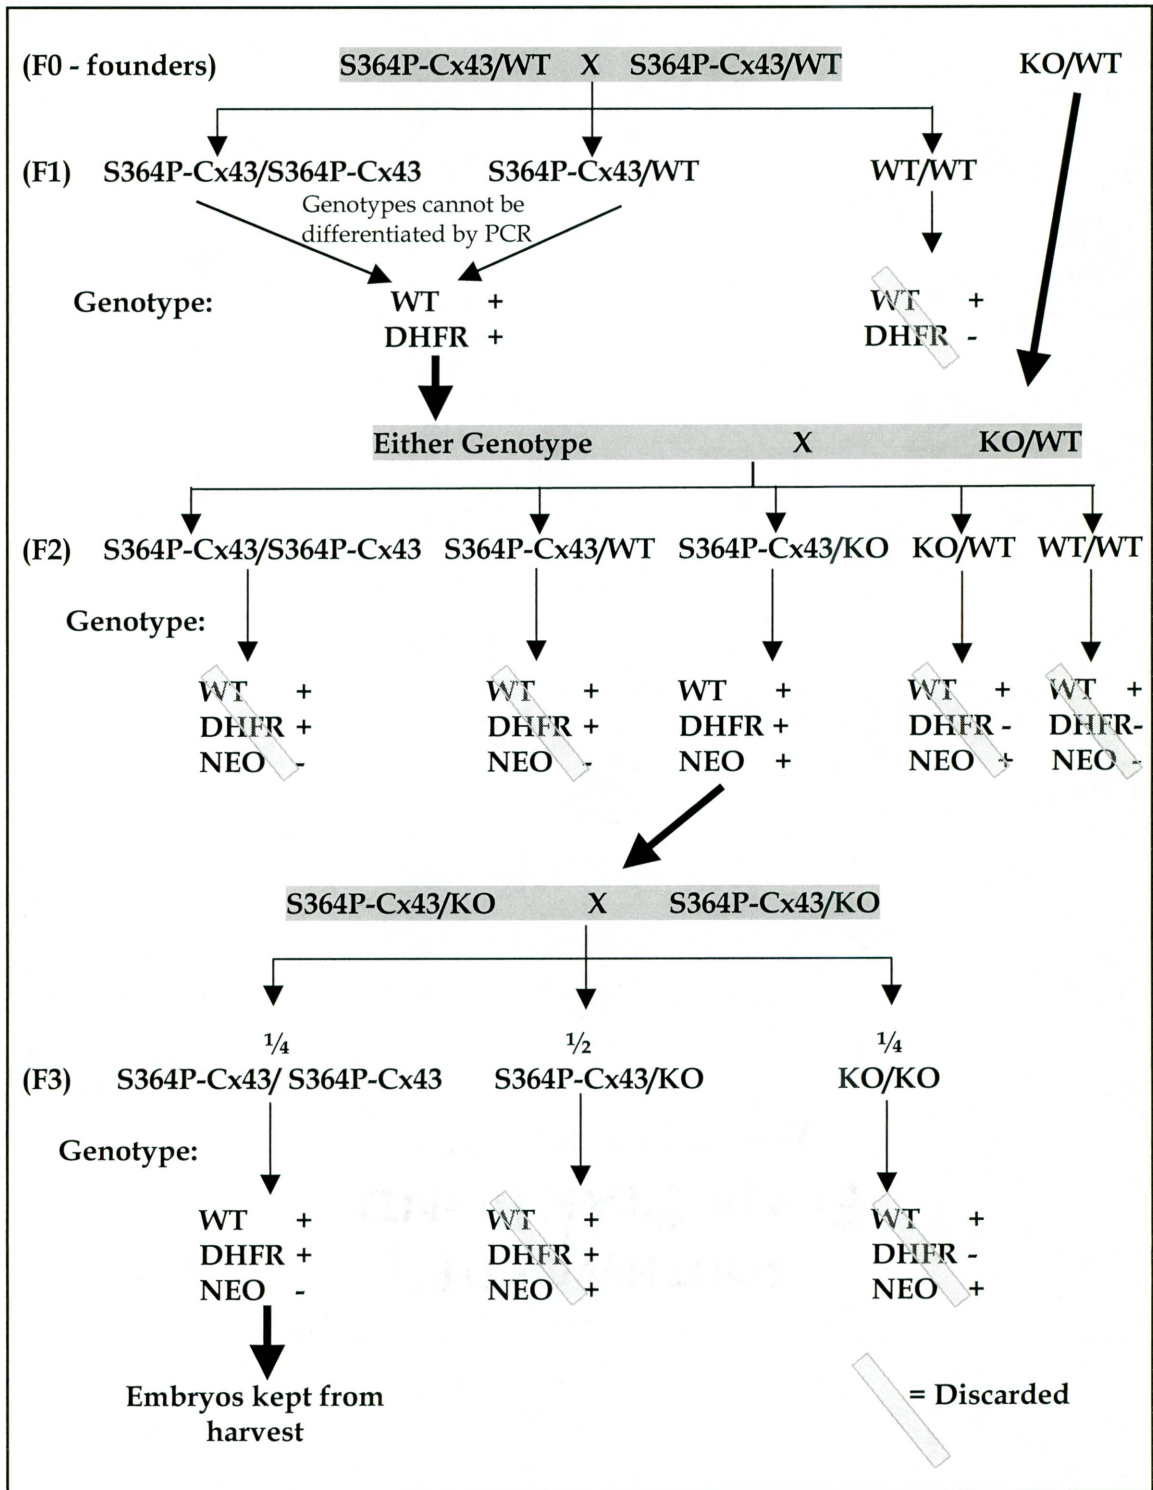 (F0 - founders) S364P-Cx43/WT X S364P-Cx43/WT KO/WT
(F1) S364P-Cx43/S364P-Cx43 S364P-Cx43/WT WT/WT
Genotypes cannot be
differentiated by PCR
Genotype: WT + WT +
DHFR + DHFR -
Either Genotype X KO/WT
(F2) S364P-Cx43/S364P-Cx43 S364P-Cx43/WT S364P-Cx43/KO KO/WT WT/WT
Genotype:
WT + WT + WT + WT + WT +
DHFR + DHFR + DHFR + DHFR - DHFR-
NEO - NEO - NEO + NEO + NEO -
S364P-Cx43/KO X S364P-Cx43/KO
1/4 1/2 1/4
(F3) S364P-Cx43/ S364P-Cx43 S364P-Cx43/KO KO/KO
Genotype:
WT + WT + WT +
DHFR + DHFR + DHFR -
NEO - NEO + NEO +
Embryos kept from
harvest
= Discarded